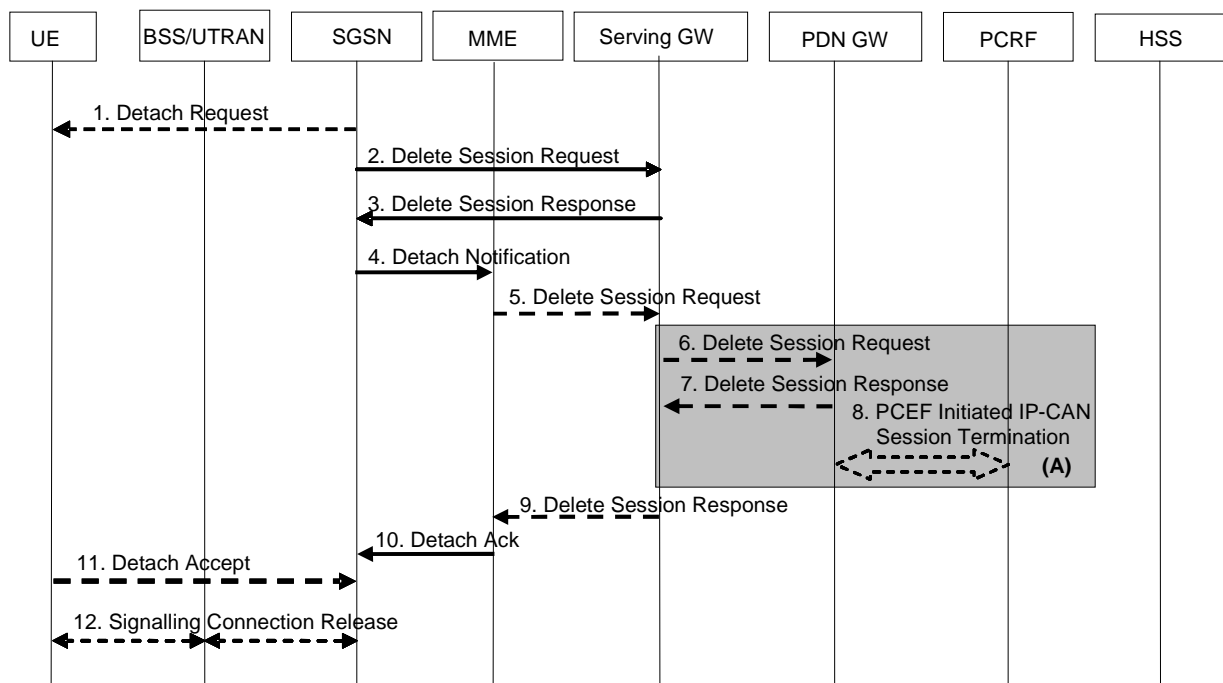 UE
BSS/UTRAN
SGSN
MME
Serving GW
PDN GW
PCRF
HSS
1. Detach Request
2. Delete Session Request
3. Delete Session Response
4. Detach Notification
5. Delete Session Request
6. Delete Session Request
7. Delete Session Response
8. PCEF Initiated IP-CAN
Session Termination
(A)
9. Delete Session Response
10. Detach Ack
11. Detach Accept
12. Signalling Connection Release